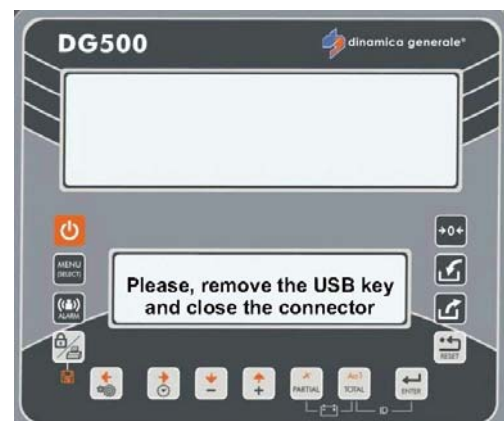 DG500
dinamica generale®
→0←
MENU
(SELECT)
Please, remove the USB key
and close the connector
ALARM
RESET
PARTIAL
TOTAL
ENTER
ID